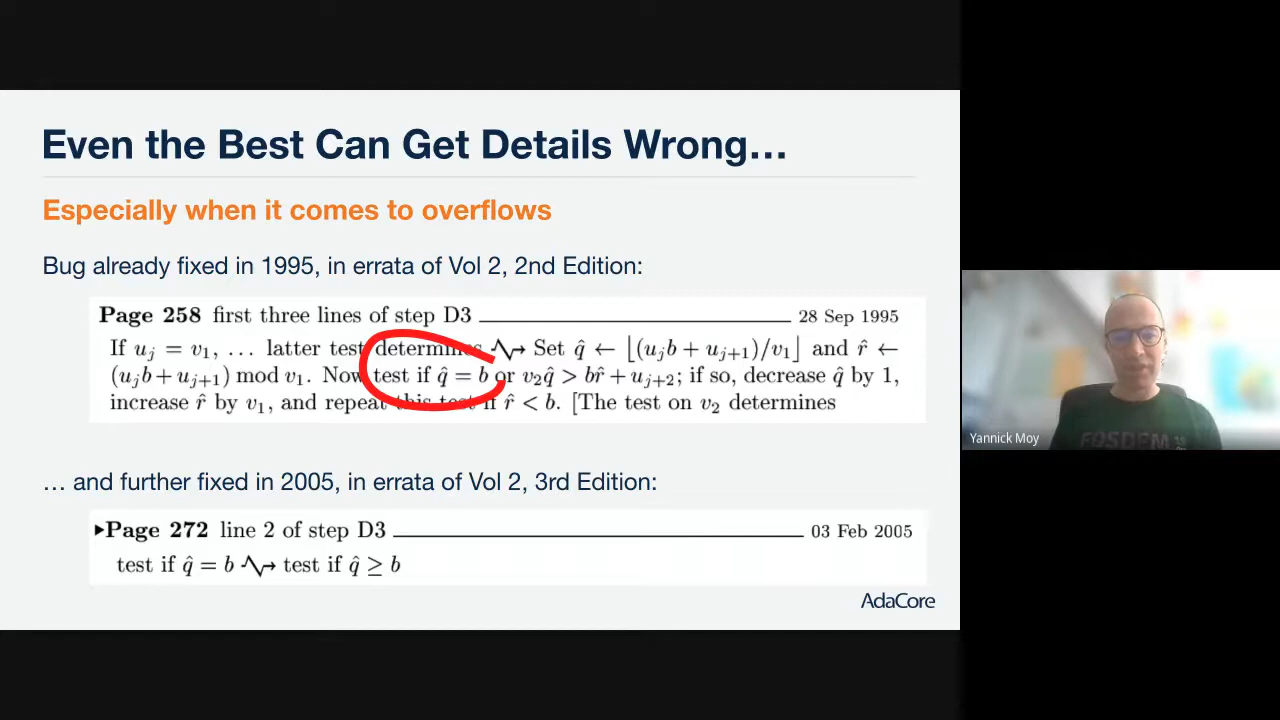 Even the Best Can Get Details Wrong...
Especially when it comes to overflows
Bug already fixed in 1995, in errata of Vol 2, 2nd Edition:
Page 258 first three lines of step D3 28 Sep 1995
If uⱼ = v₁, ... latter test determines ⇝ Set q̂ ← ⌊(uⱼb + uⱼ₊₁)/v₁⌋ and r̂ ←
(uⱼb + uⱼ₊₁) mod v₁. Now test if q̂ = b or v₂q̂ > br̂ + uⱼ₊₂; if so, decrease q̂ by 1,
increase r̂ by v₁, and repeat this test if r̂ < b. [The test on v₂ determines
... and further fixed in 2005, in errata of Vol 2, 3rd Edition:
▸Page 272 line 2 of step D3 03 Feb 2005
test if q̂ = b ⇝ test if q̂ ≥ b
AdaCore
Yannick Moy
FOSDEM